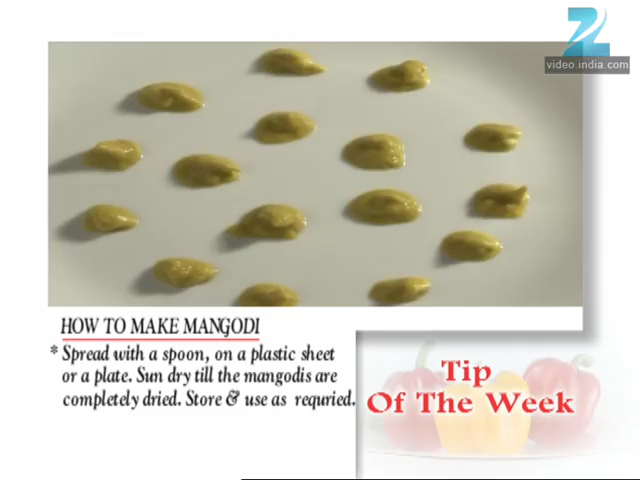 video.india.com
HOW TO MAKE MANGODI
* Spread with a spoon, on a plastic sheet
or a plate. Sun dry till the mangodis are
completely dried. Store & use as requried.
Tip
Of The Week